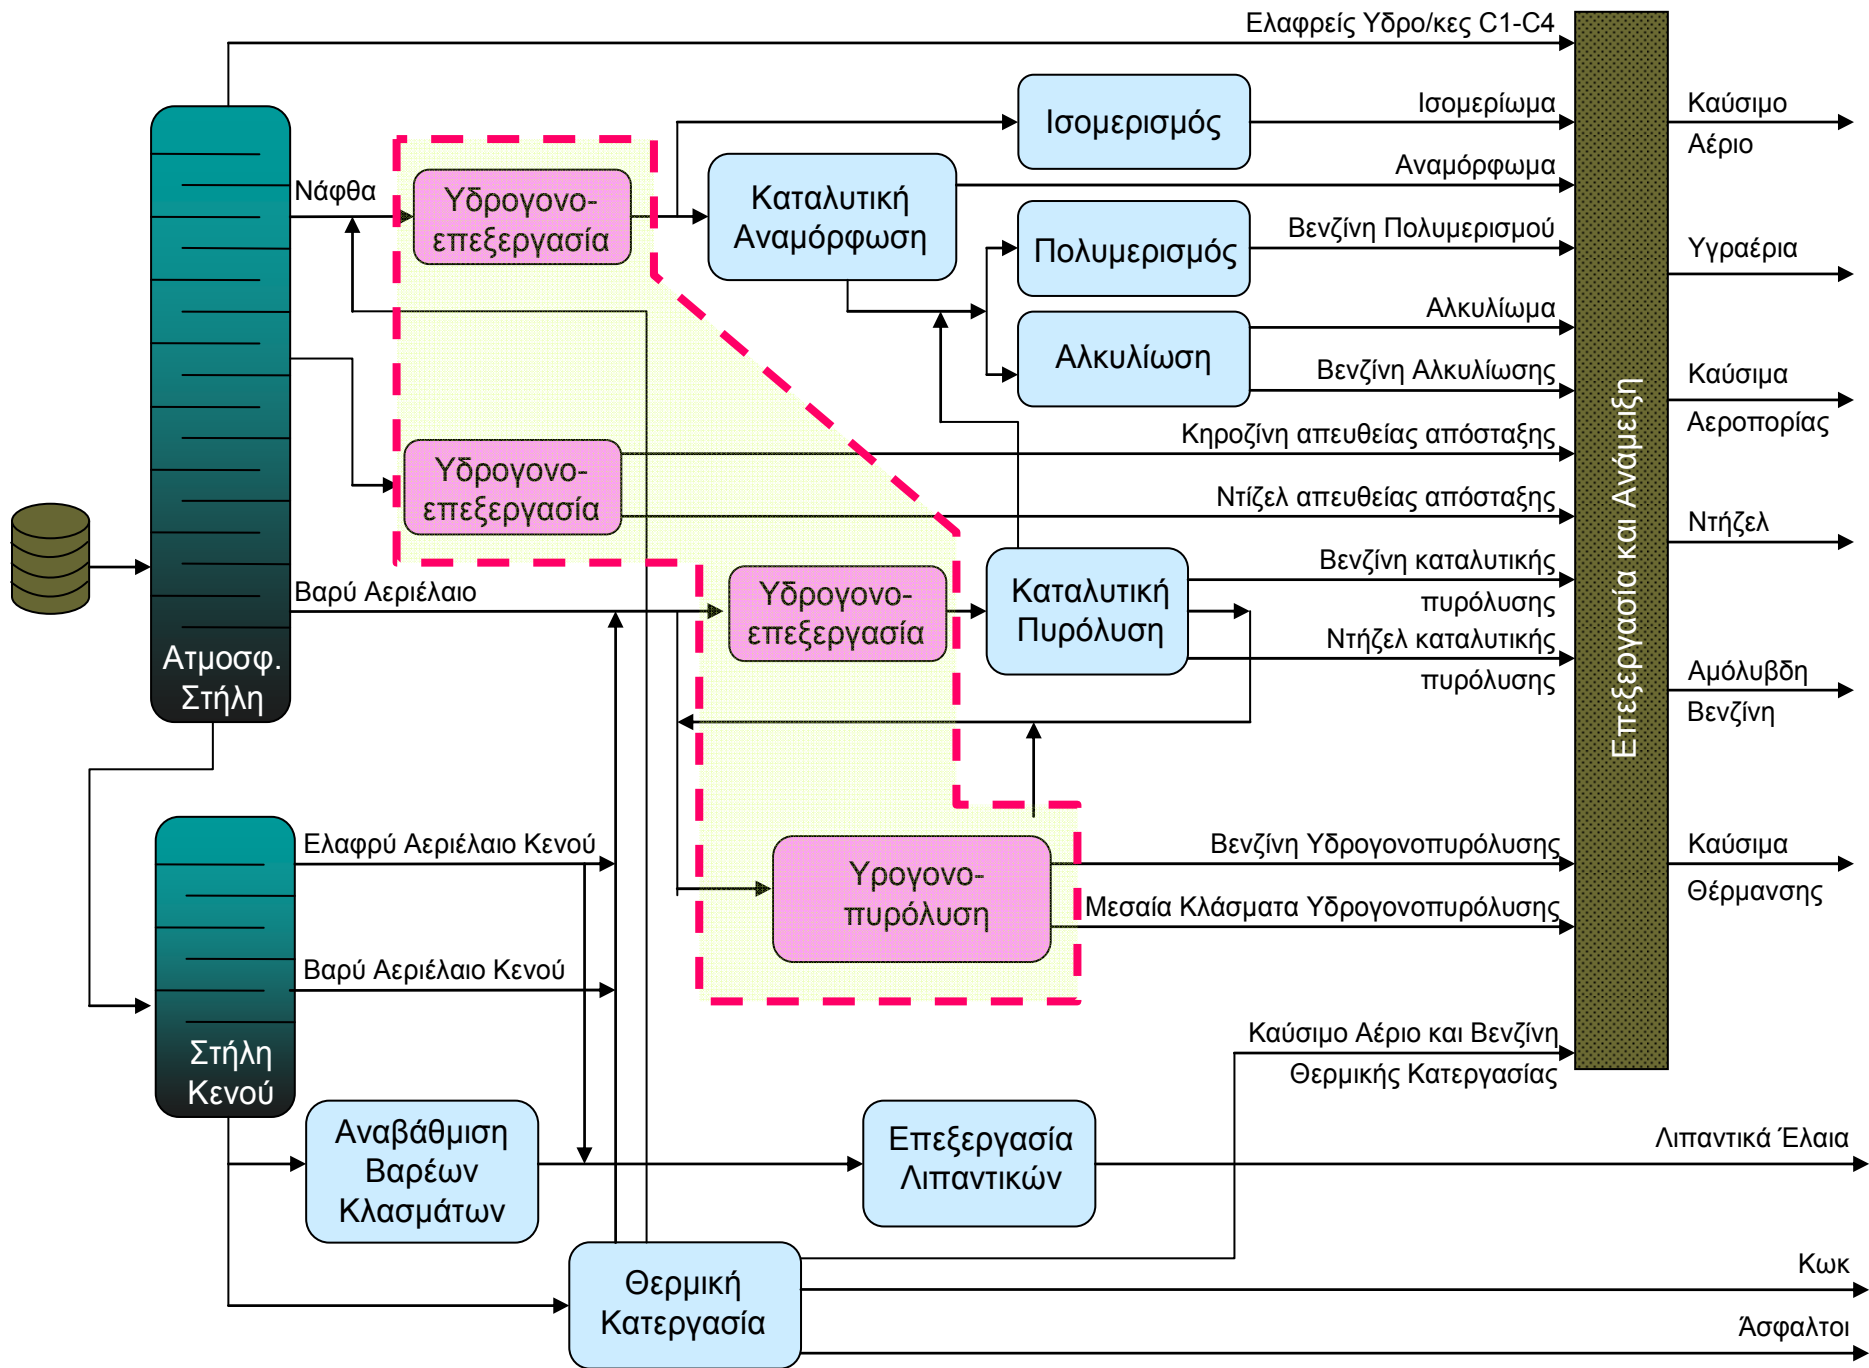 Ελαφρείς Υδρο/κες C1-C4
Ισομερισμός
Ισομερίωμα
Καύσιμο
Αέριο
Νάφθα
Υδρογονο-
επεξεργασία
Καταλυτική
Αναμόρφωση
Αναμόρφωμα
Πολυμερισμός
Βενζίνη Πολυμερισμού
Υγραέρια
Αλκυλίωση
Αλκυλίωμα
Βενζίνη Αλκυλίωσης
Καύσιμα
Αεροπορίας
Υδρογονο-
επεξεργασία
Κηροζίνη απευθείας απόσταξης
Ντίζελ απευθείας απόσταξης
Ντήζελ
Επεξεργασία και Ανάμειξη
Βαρύ Αεριέλαιο
Υδρογονο-
επεξεργασία
Καταλυτική
Πυρόλυση
Βενζίνη καταλυτικής
πυρόλυσης
Ντήζελ καταλυτικής
πυρόλυσης
Αμόλυβδη
Βενζίνη
Ατμοσφ.
Στήλη
Ελαφρύ Αεριέλαιο Κενού
Υρογονο-
πυρόλυση
Βενζίνη Υδρογονοπυρόλυσης
Μεσαία Κλάσματα Υδρογονοπυρόλυσης
Καύσιμα
Θέρμανσης
Βαρύ Αεριέλαιο Κενού
Στήλη
Κενού
Καύσιμο Αέριο και Βενζίνη
Θερμικής Κατεργασίας
Αναβάθμιση
Βαρέων
Κλασμάτων
Επεξεργασία
Λιπαντικών
Λιπαντικά Έλαια
Θερμική
Κατεργασία
Κωκ
Άσφαλτοι